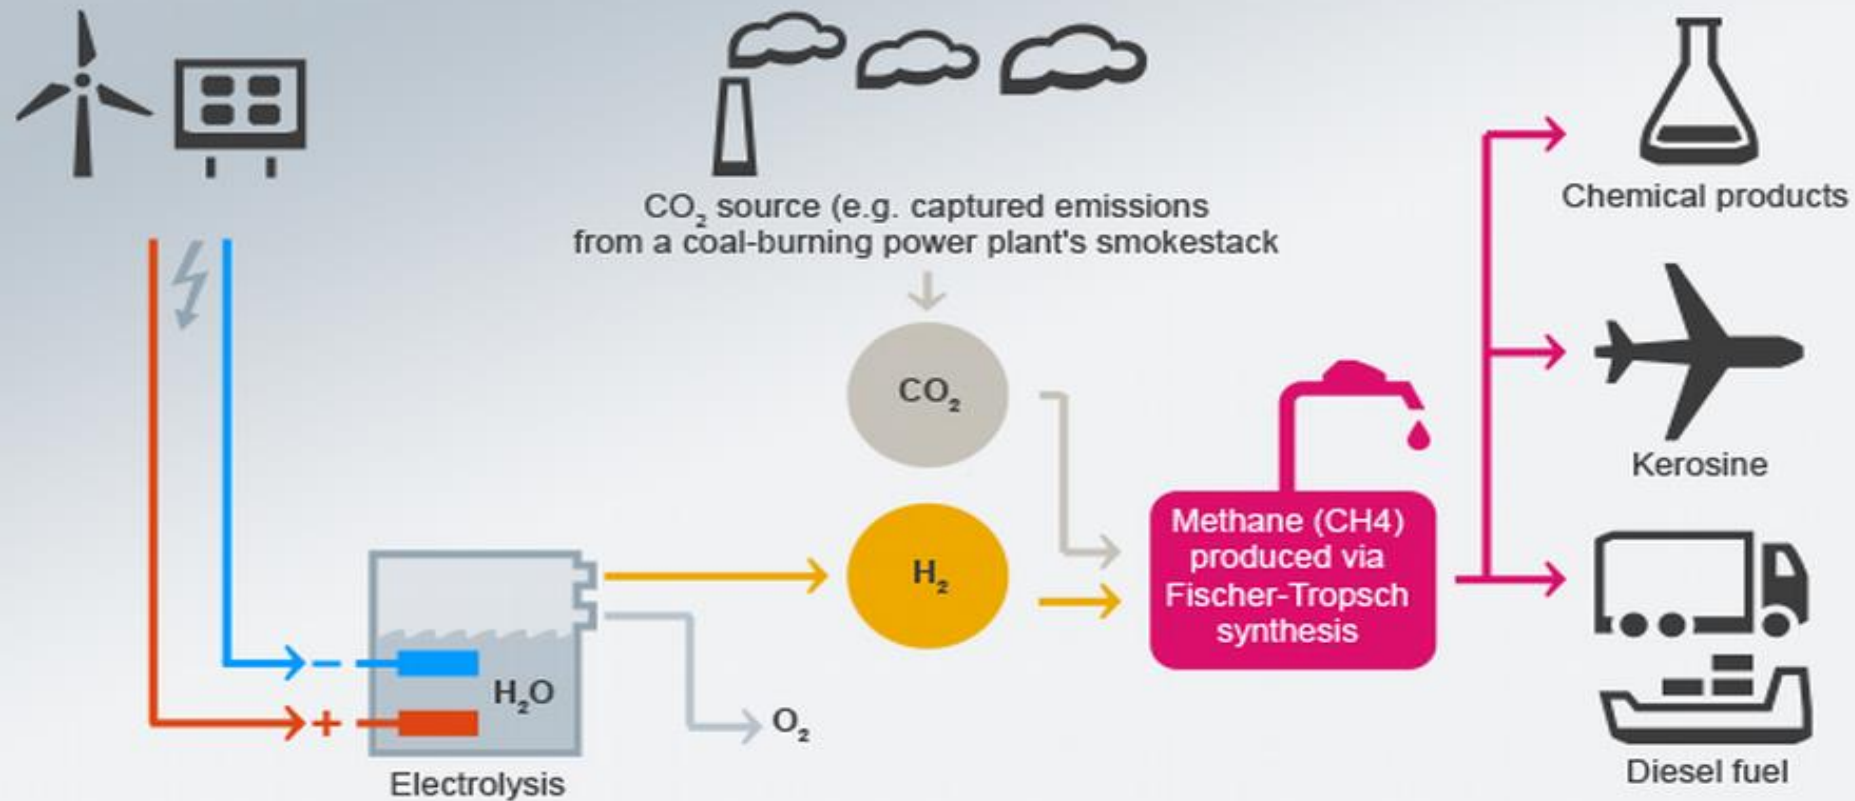 CO₂ source (e.g. captured emissions
from a coal-burning power plant's smokestack
Chemical products
CO₂
Kerosine
H₂
Methane (CH4)
produced via
Fischer-Tropsch
synthesis
−
H₂O
+
O₂
Electrolysis
Diesel fuel